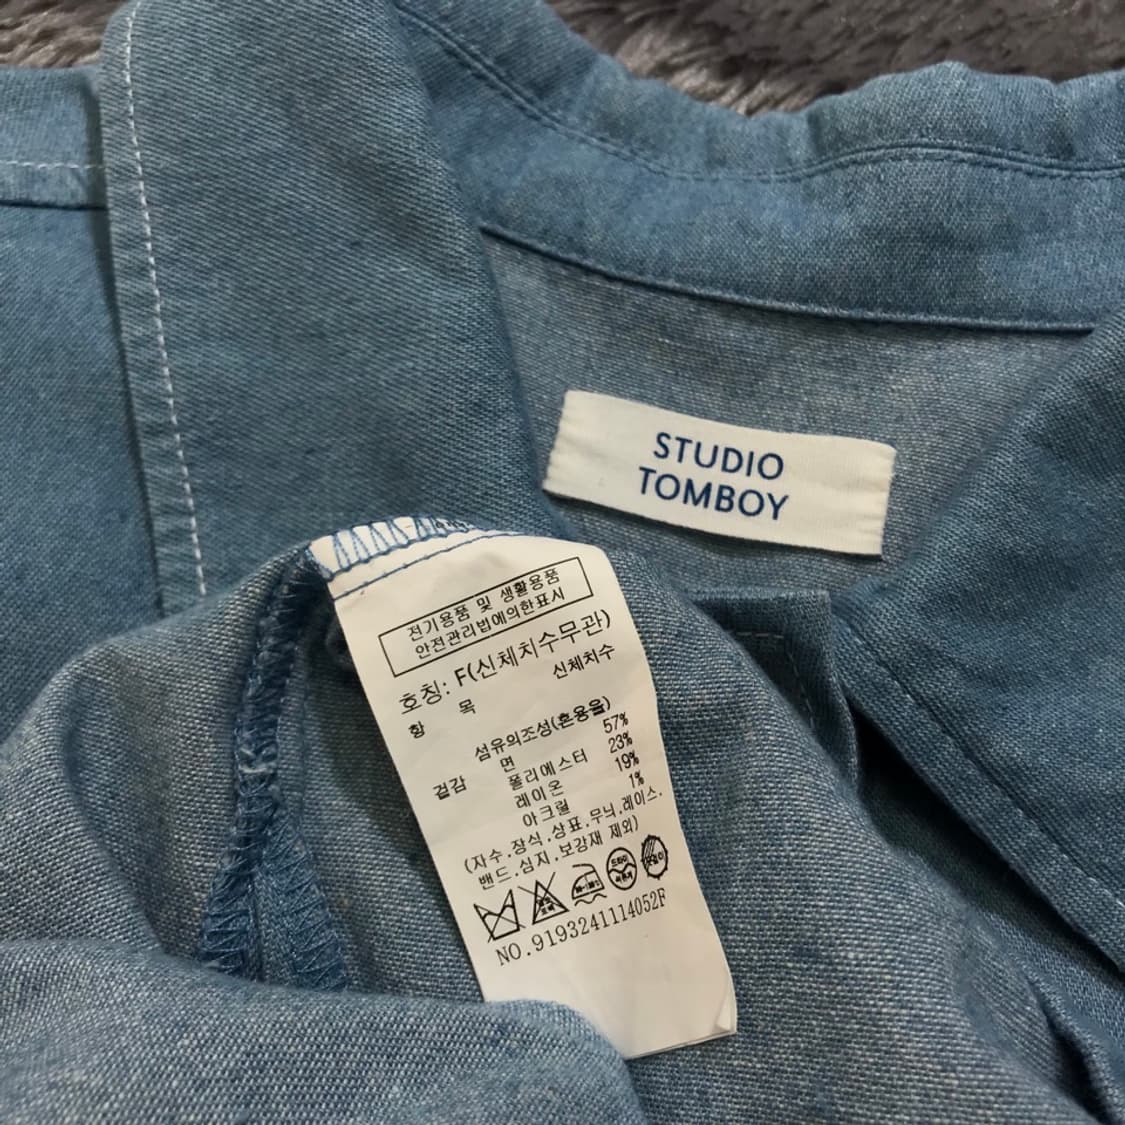 STUDIO
TOMBOY
전기용품 및 생활용품
안전관리법에의한표시
호칭: F(신체치수무관)
항 목 신체치수
섬유의조성(혼용율)
겉감 면 57%
폴리에스터 23%
레이온 19%
아크릴 1%
(자수.장식.상표.무늬.레이스.
밴드.심지.보강재 제외)
드라이
NO.9193241114052F